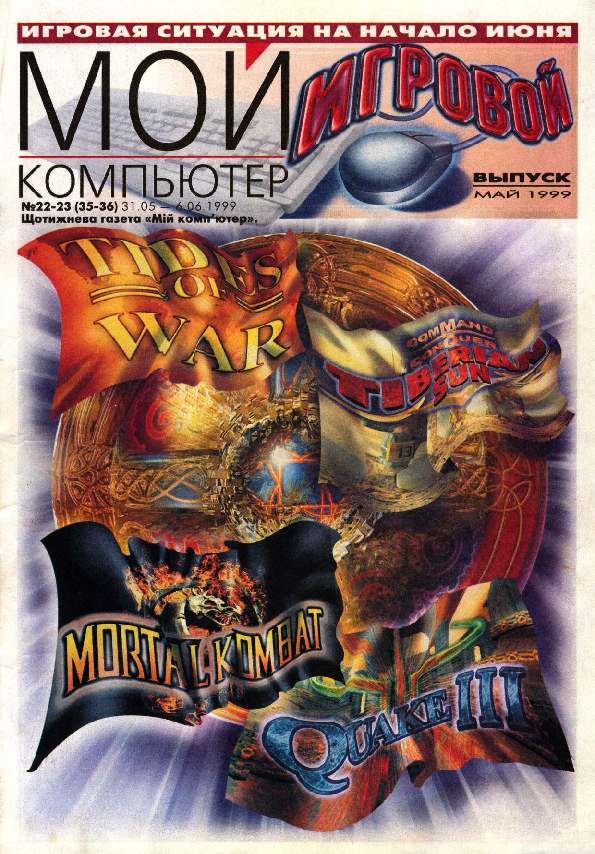 ИГРОВАЯ СИТУАЦИЯ НА НАЧАЛО ИЮНЯ
МОЙ
ИГРОВОЙ
КОМПЬЮТЕР
ВЫПУСК
МАЙ 1999
№22-23 (35-36) 31.05 — 6.06.1999
Щотижнева газета «Мій комп'ютер».
TIDES
OF
WAR
COMMAND
CONQUER
TIBERIAN
SUN
13
MORTAL KOMBAT
QUAKE III